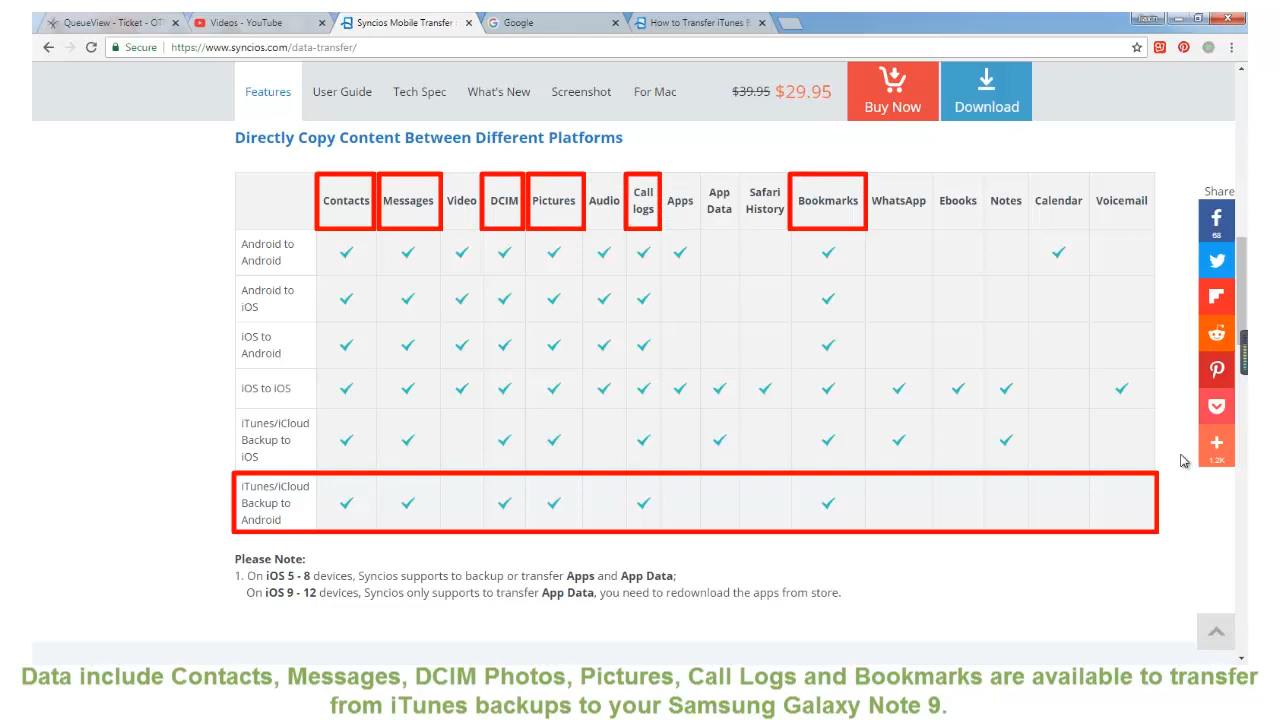 QueueView - Ticket - OT
Videos - YouTube
Syncios Mobile Transfer
Google
How to Transfer iTunes
Secure
https://www.syncios.com/data-transfer/
Features
User Guide
Tech Spec
What's New
Screenshot
For Mac
$39.95 $29.95
Buy Now
Download
Directly Copy Content Between Different Platforms
Contacts
Messages
Video
DCIM
Pictures
Audio
Call
logs
Apps
App
Data
Safari
History
Bookmarks
WhatsApp
Ebooks
Notes
Calendar
Voicemail
Share
68
Android to
Android
Android to
iOS
iOS to
Android
iOS to iOS
iTunes/iCloud
Backup to
iOS
1.2K
iTunes/iCloud
Backup to
Android
Please Note:
1. On iOS 5 - 8 devices, Syncios supports to backup or transfer Apps and App Data;
On iOS 9 - 12 devices, Syncios only supports to transfer App Data, you need to redownload the apps from store.
Data include Contacts, Messages, DCIM Photos, Pictures, Call Logs and Bookmarks are available to transfer
from iTunes backups to your Samsung Galaxy Note 9.